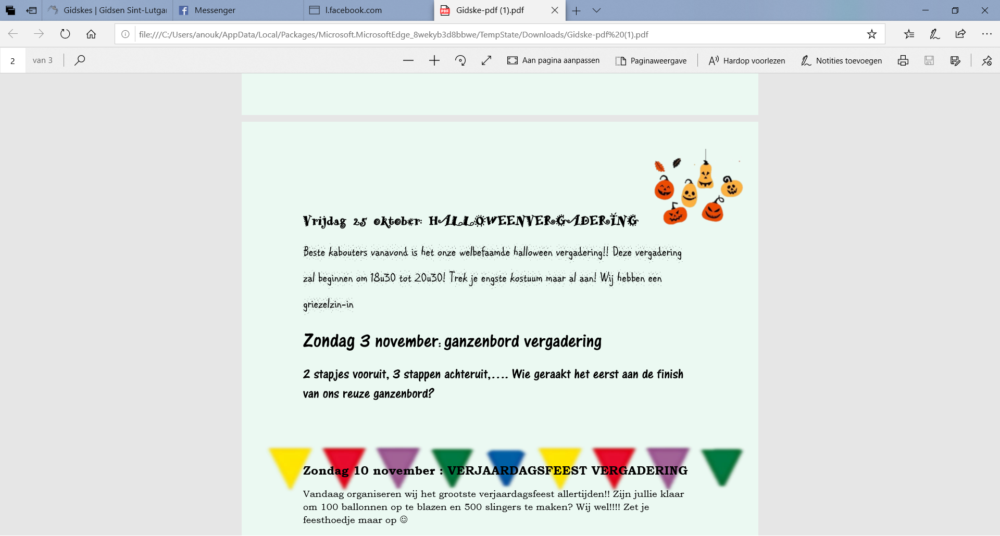 Gidskes | Gidsen Sint-Lutga
Messenger
l.facebook.com
Gidske-pdf (1).pdf
file:///C:/Users/anouk/AppData/Local/Packages/Microsoft.MicrosoftEdge_8wekyb3d8bbwe/TempState/Downloads/Gidske-pdf%20(1).pdf
2 van 3
Aan pagina aanpassen
Paginaweergave
Hardop voorlezen
Notities toevoegen
Vrijdag 25 oktober: HALLOWEENVERGADERING
Beste kabouters vanavond is het onze welbefaamde halloween vergadering!! Deze vergadering
zal beginnen om 18u30 tot 20u30! Trek je engste kostuum maar al aan! Wij hebben een
griezelzin-in
Zondag 3 november: ganzenbord vergadering
2 stapjes vooruit, 3 stappen achteruit,.... Wie geraakt het eerst aan de finish
van ons reuze ganzenbord?
Zondag 10 november : VERJAARDAGSFEEST VERGADERING
Vandaag organiseren wij het grootste verjaardagsfeest allertijden!! Zijn jullie klaar
om 100 ballonnen op te blazen en 500 slingers te maken? Wij wel!!!! Zet je
feesthoedje maar op ☺